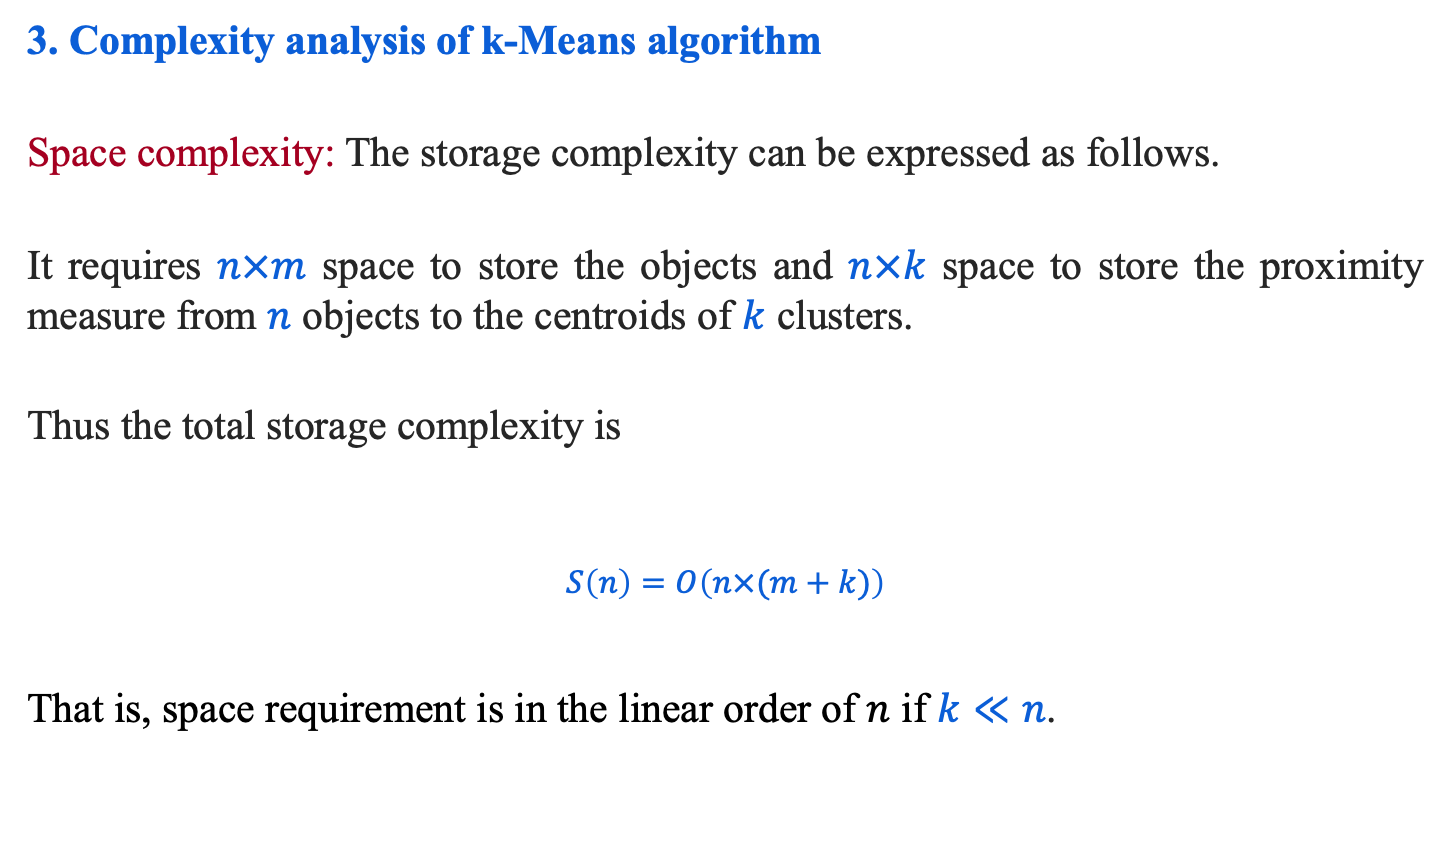 3. Complexity analysis of k-Means algorithm
Space complexity: The storage complexity can be expressed as follows.
It requires n×m space to store the objects and n×k space to store the proximity
measure from n objects to the centroids of k clusters.
Thus the total storage complexity is
S(n) = O(n×(m + k))
That is, space requirement is in the linear order of n if k ≪ n.